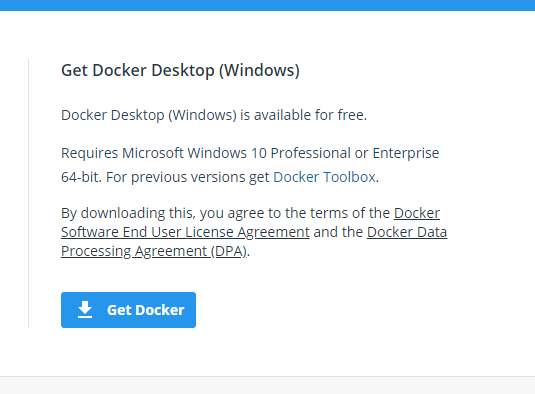 Get Docker Desktop (Windows)
Docker Desktop (Windows) is available for free.
Requires Microsoft Windows 10 Professional or Enterprise
64-bit. For previous versions get Docker Toolbox.
By downloading this, you agree to the terms of the Docker
Software End User License Agreement and the Docker Data
Processing Agreement (DPA).
Get Docker